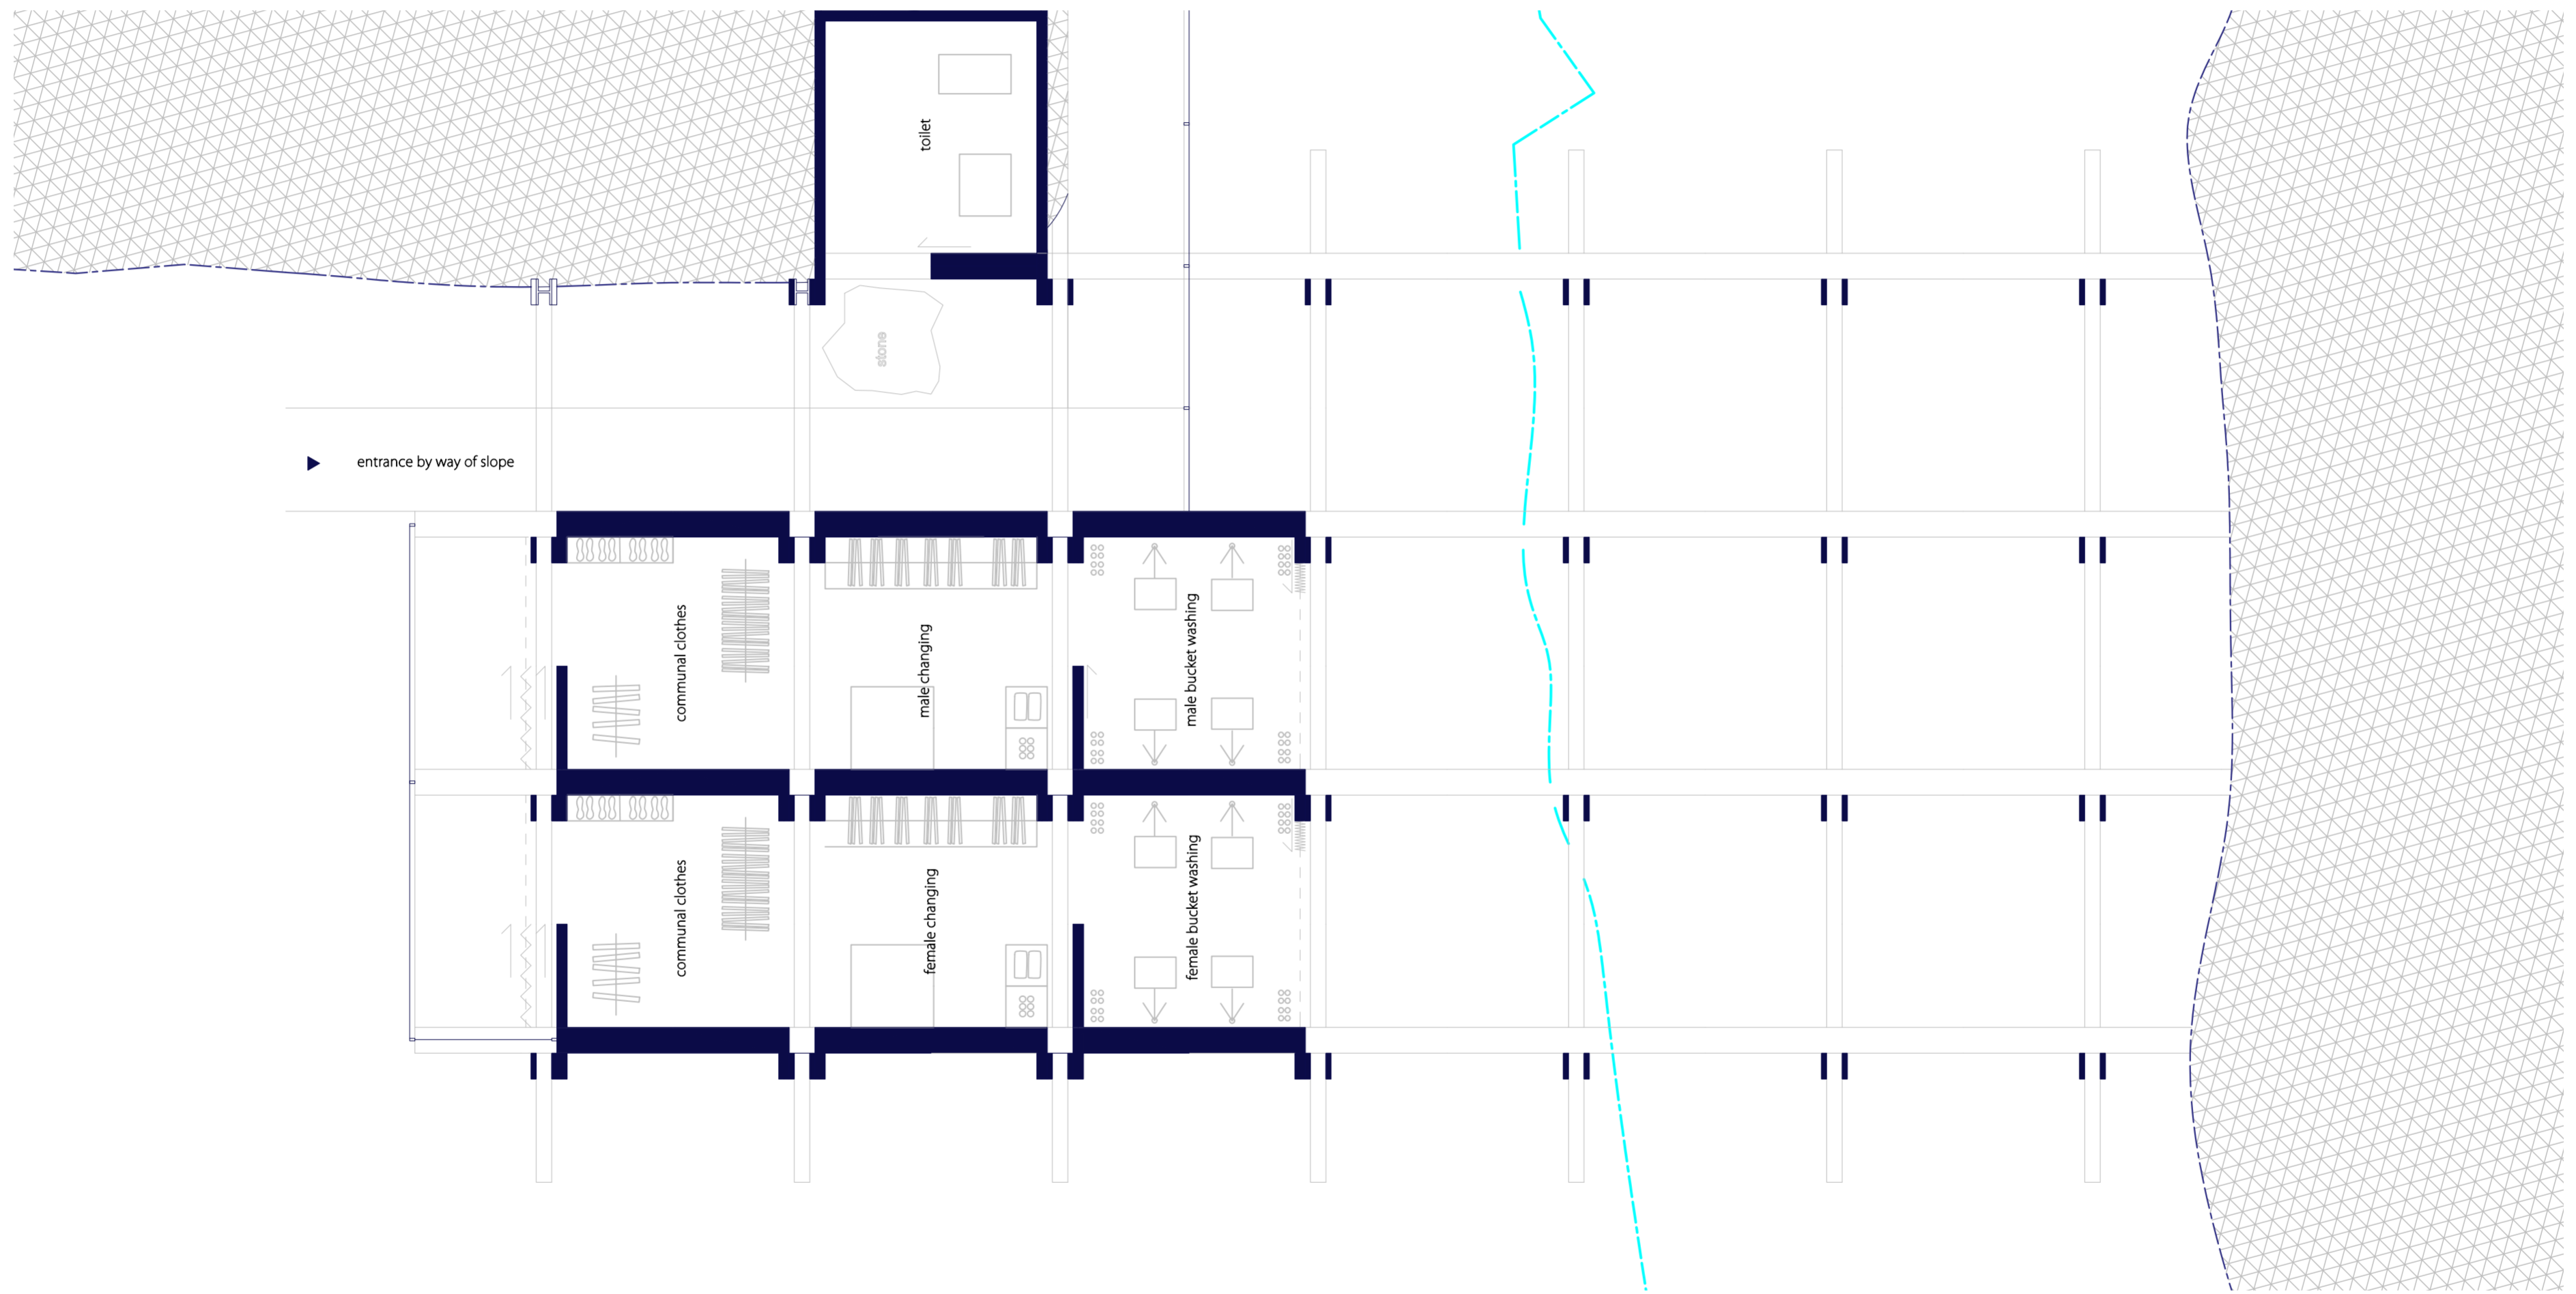 toilet
stone
entrance by way of slope
communal clothes
male changing
male bucket washing
communal clothes
female changing
female bucket washing